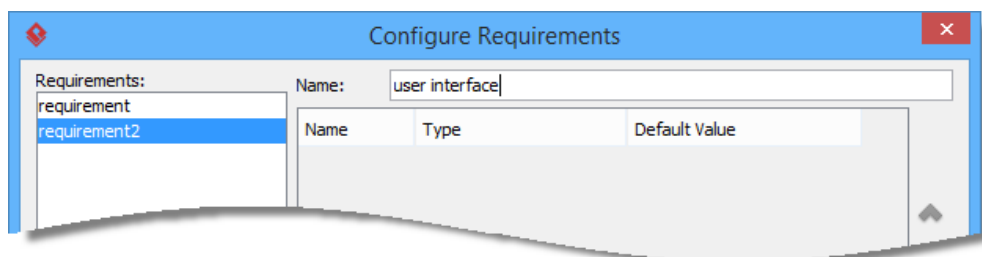 Configure Requirements
Requirements:
requirement
requirement2
Name: user interface
Name Type Default Value